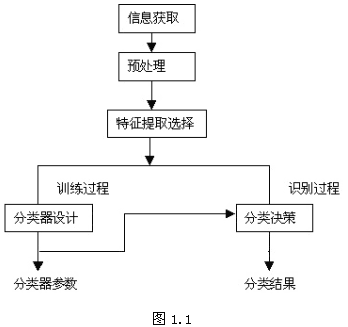 信息获取
预处理
特征提取选择
训练过程
识别过程
分类器设计
分类决策
分类器参数
分类结果
图 1.1